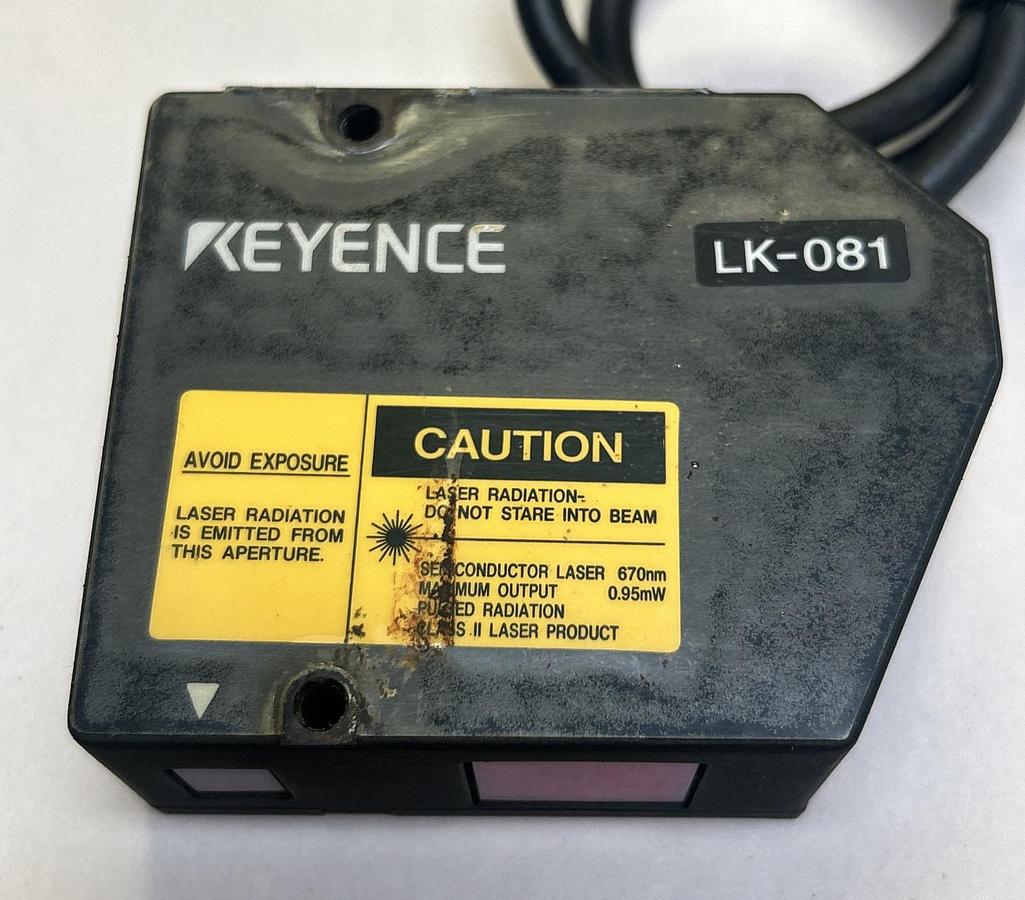 KEYENCE
LK-081
AVOID EXPOSURE
LASER RADIATION
IS EMITTED FROM
THIS APERTURE.
CAUTION
LASER RADIATION-
DO NOT STARE INTO BEAM
SEMICONDUCTOR LASER 670nm
MAXIMUM OUTPUT 0.95mW
PULSED RADIATION
CLASS II LASER PRODUCT